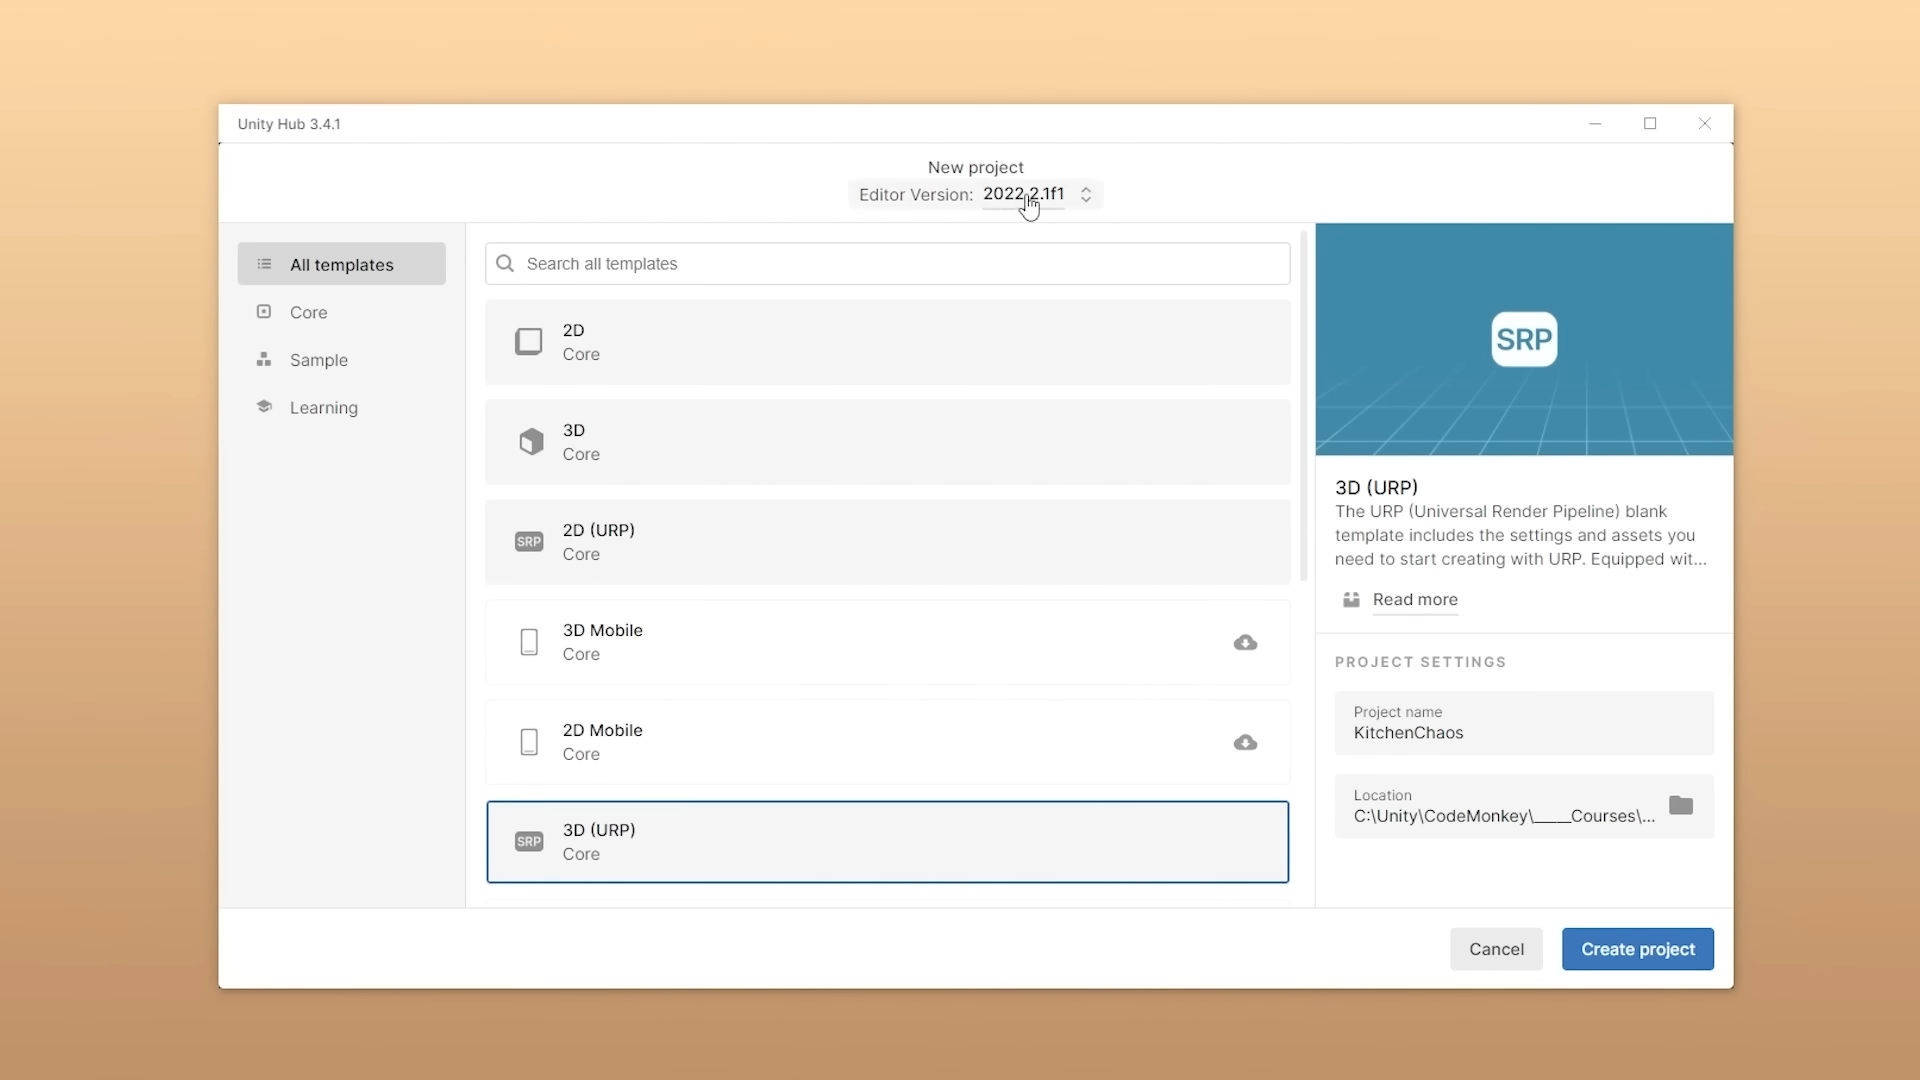 Unity Hub 3.4.1
New project
Editor Version: 2022.2.1f1
All templates
Core
Sample
Learning
Search all templates
2D
Core
3D
Core
SRP
2D (URP)
Core
3D Mobile
Core
2D Mobile
Core
SRP
3D (URP)
Core
SRP
3D (URP)
The URP (Universal Render Pipeline) blank
template includes the settings and assets you
need to start creating with URP. Equipped wit...
Read more
PROJECT SETTINGS
Project name
KitchenChaos
Location
C:\Unity\CodeMonkey\_____Courses\...
Cancel
Create project